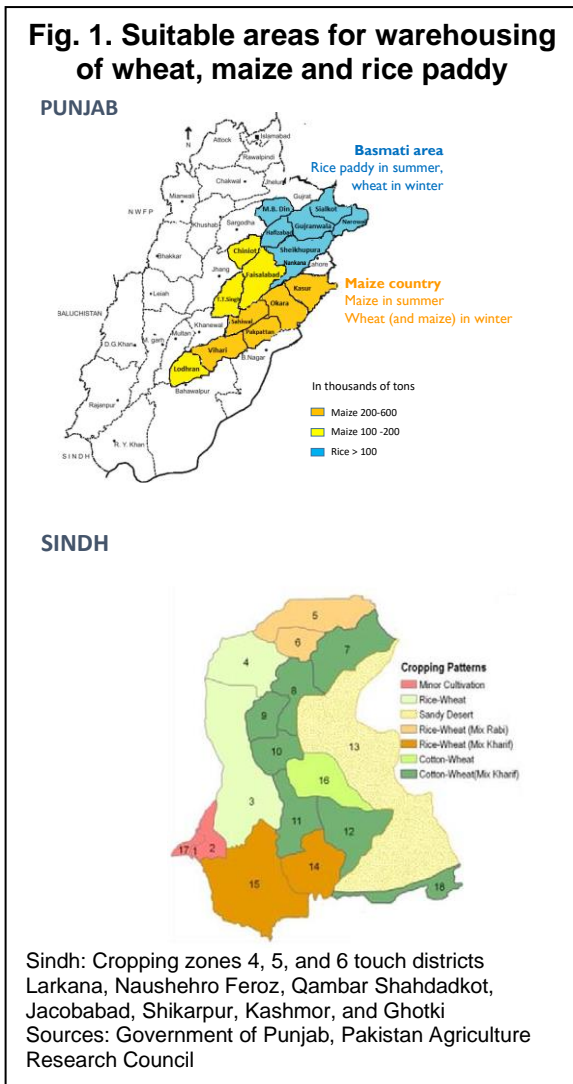 Fig. 1. Suitable areas for warehousing
of wheat, maize and rice paddy
PUNJAB
N
Islamabad
Attock
Rawalpindi
Chakwal
Jhelum
Basmati area
Rice paddy in summer,
wheat in winter
Mianwali
Gujrat
N W F P
Khushab
M.B. Din
Sialkot
Narowal
Sargodha
Hafizabad
Gujranwala
Bhakkar
Chiniot
Sheikhupura
Nankana
Lahore
Jhang
Faisalabad
Maize country
Maize in summer
Wheat (and maize) in winter
Leiah
T.T.Singh
Kasur
Okara
SALUCHISTAN
Khanewal
Sahiwal
Pakpattan
D.G.Khan
M. garh
Multan
Vihari
B.Nagar
Lodhran
Bahawalpur
Rajanpur
R. Y. Khan
S I N D H
In thousands of tons
Maize 200-600
Maize 100 -200
Rice > 100
SINDH
5
6
7
4
8
Cropping Patterns
Minor Cultivation
Rice-Wheat
Sandy Desert
Rice-Wheat (Mix Rabi)
Rice-Wheat (Mix Kharif)
Cotton-Wheat
Cotton-Wheat(Mix Kharif)
9
13
10
16
3
11
12
17
1
2
14
15
18
Sindh: Cropping zones 4, 5, and 6 touch districts
Larkana, Naushehro Feroz, Qambar Shahdadkot,
Jacobabad, Shikarpur, Kashmor, and Ghotki
Sources: Government of Punjab, Pakistan Agriculture
Research Council